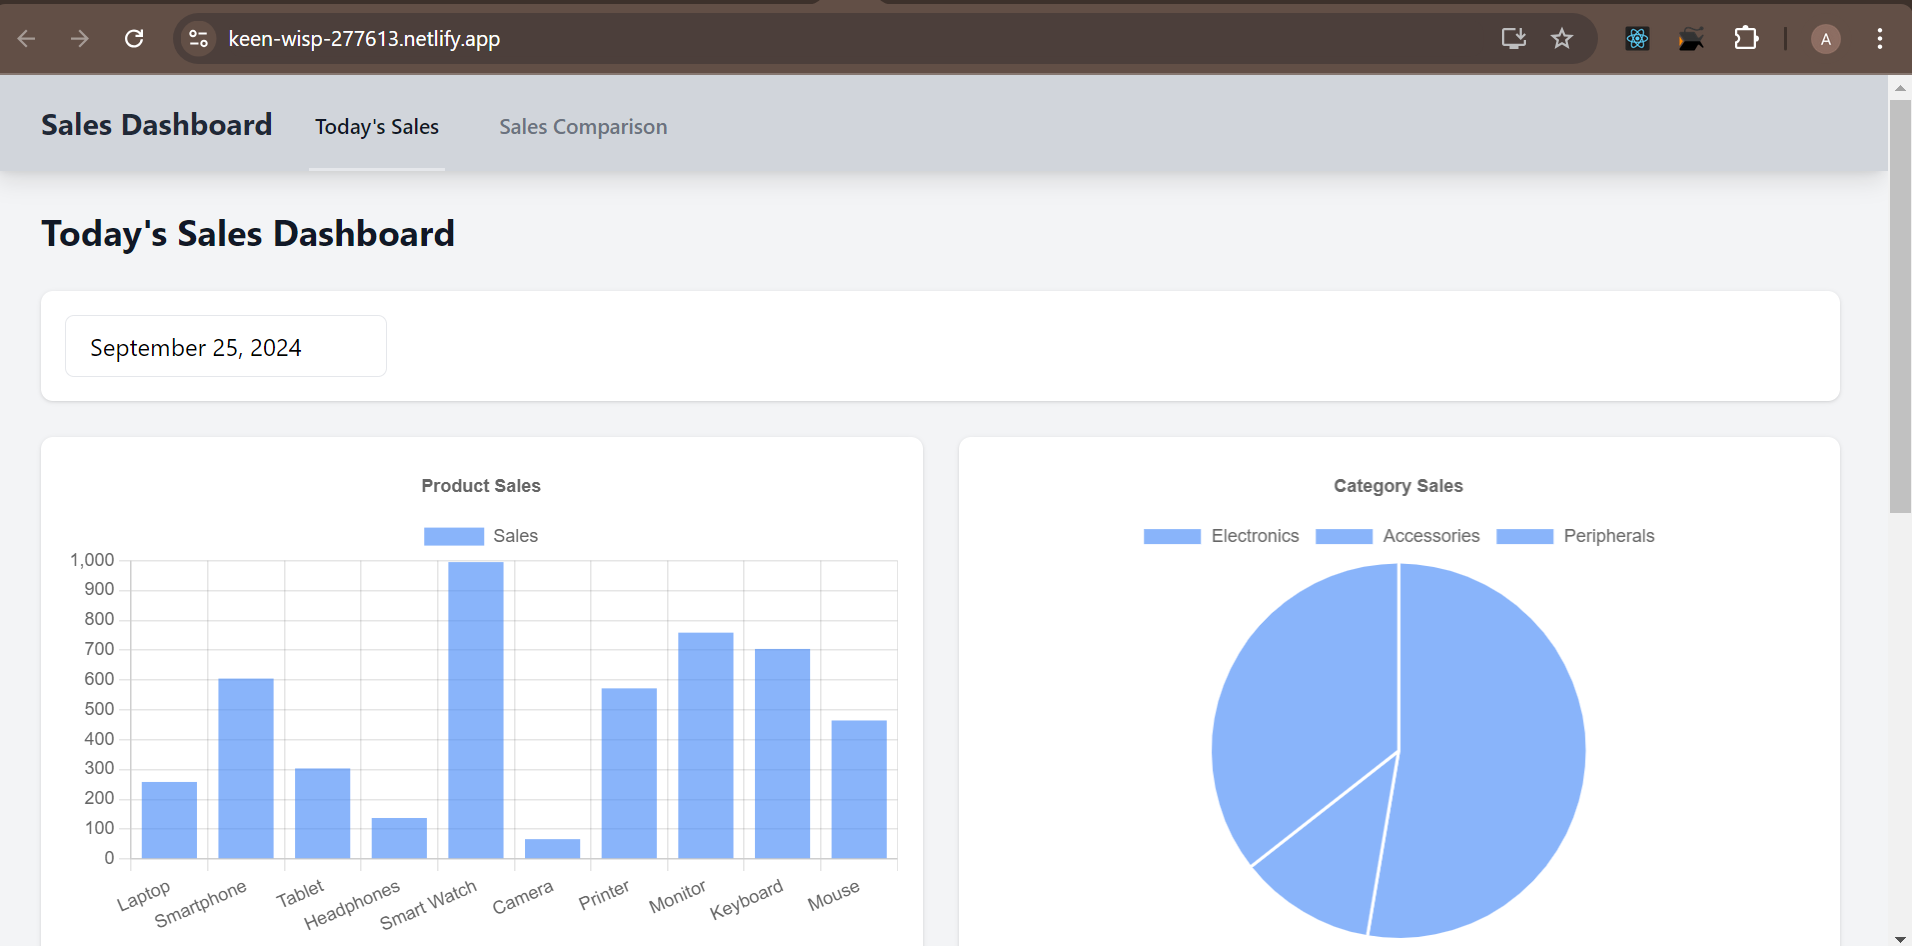 keen-wisp-277613.netlify.app
A
Sales Dashboard
Today's Sales
Sales Comparison
Today's Sales Dashboard
September 25, 2024
Product Sales
Sales
1,000
900
800
700
600
500
400
300
200
100
0
Laptop
Smartphone
Tablet
Headphones
Smart Watch
Camera
Printer
Monitor
Keyboard
Mouse
Category Sales
Electronics
Accessories
Peripherals